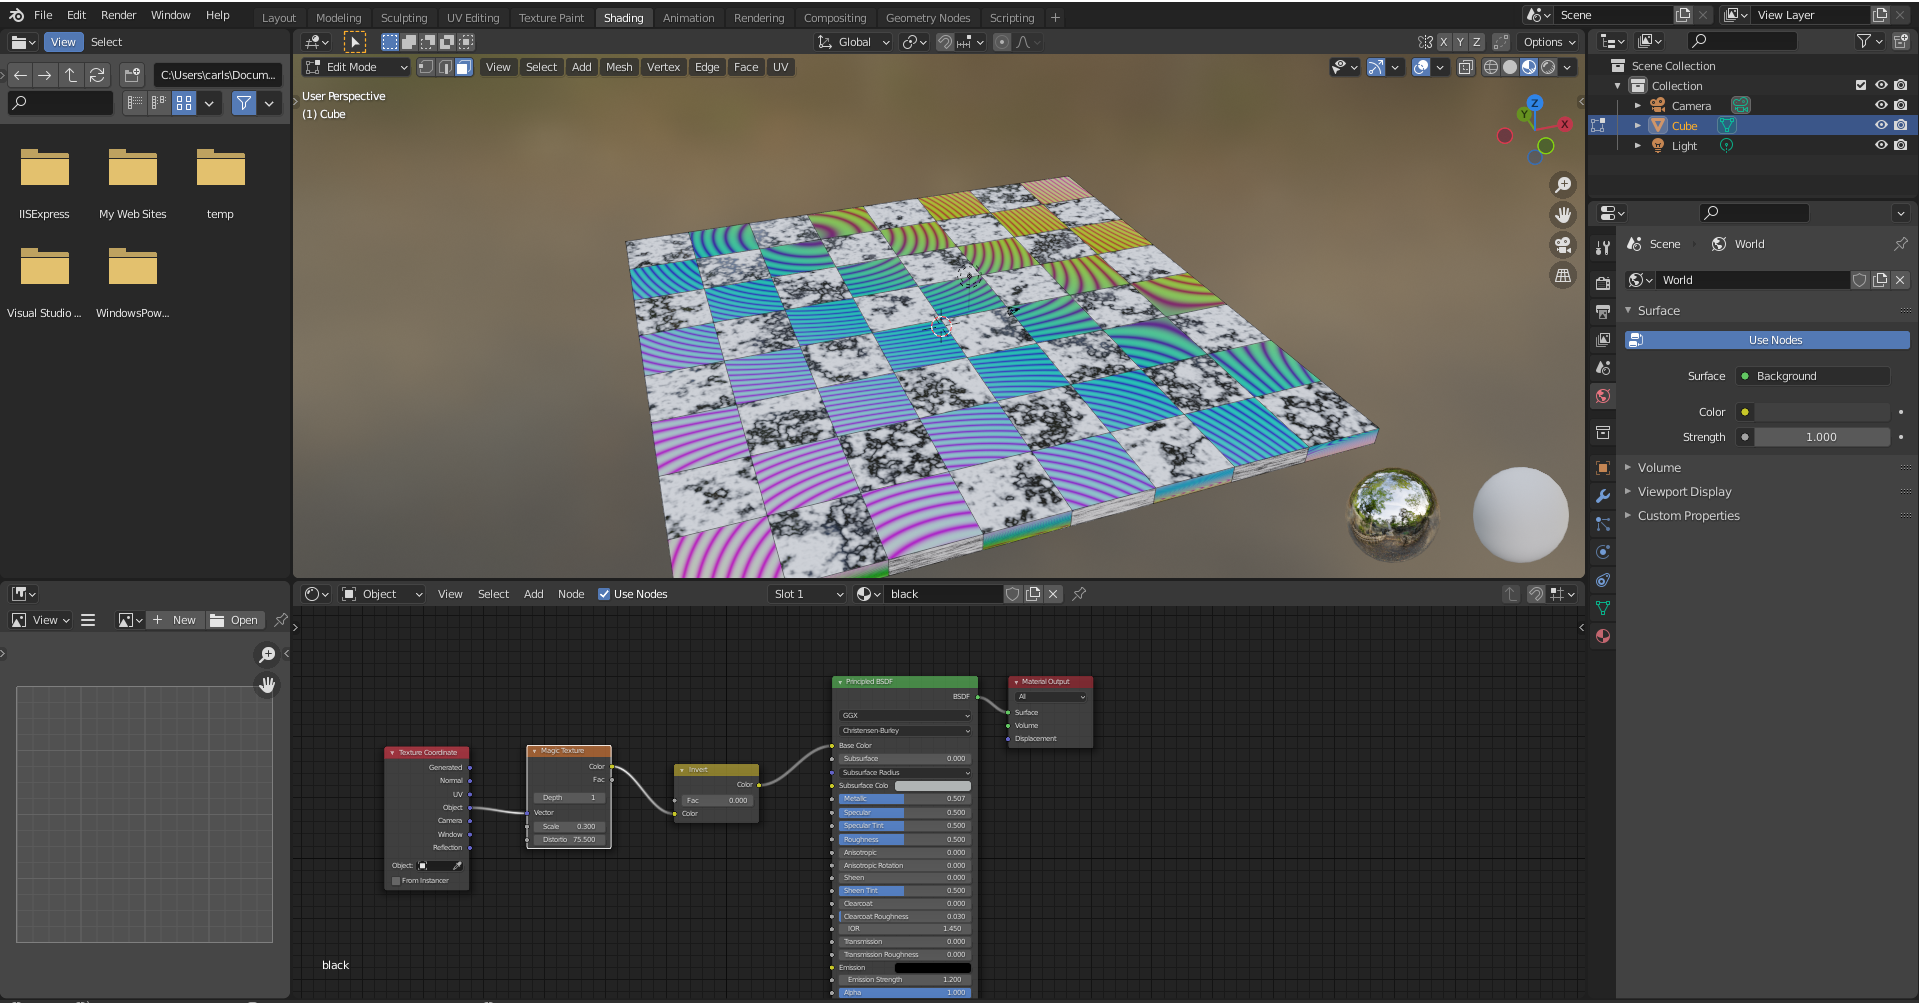 File Edit Render Window Help
Layout Modeling Sculpting UV Editing Texture Paint Shading Animation Rendering Compositing Geometry Nodes Scripting +
Scene
View Layer
View Select
C:\Users\carls\Docum...
IISExpress My Web Sites temp
Visual Studio ... WindowsPow...
Global
X Y Z
Options
Edit Mode
View Select Add Mesh Vertex Edge Face UV
User Perspective
(1) Cube
Z
Y
X
Scene Collection
Collection
Camera
Cube
Light
Scene World
World
Surface
Use Nodes
Surface Background
Color
Strength 1.000
Volume
Viewport Display
Custom Properties
View
+ New
Open
Object
View Select Add Node
Use Nodes
Slot 1
black
Texture Coordinate
Generated
Normal
UV
Object
Camera
Window
Reflection
Object:
From Instancer
Magic Texture
Color
Fac
Depth 1
Vector
Scale 0.300
Distorto 75.500
Invert
Color
Fac 0.000
Color
Principled BSDF
BSDF
GGX
Christensen-Burley
Base Color
Subsurface 0.000
Subsurface Radius
Subsurface Colo
Metallic 0.507
Specular 0.500
Specular Tint 0.500
Roughness 0.500
Anisotropic 0.000
Anisotropic Rotation 0.000
Sheen 0.000
Sheen Tint 0.500
Clearcoat 0.000
Clearcoat Roughness 0.030
IOR 1.450
Transmission 0.000
Transmission Roughness 0.000
Emission
Emission Strength 1.200
Alpha 1.000
Material Output
All
Surface
Volume
Displacement
black